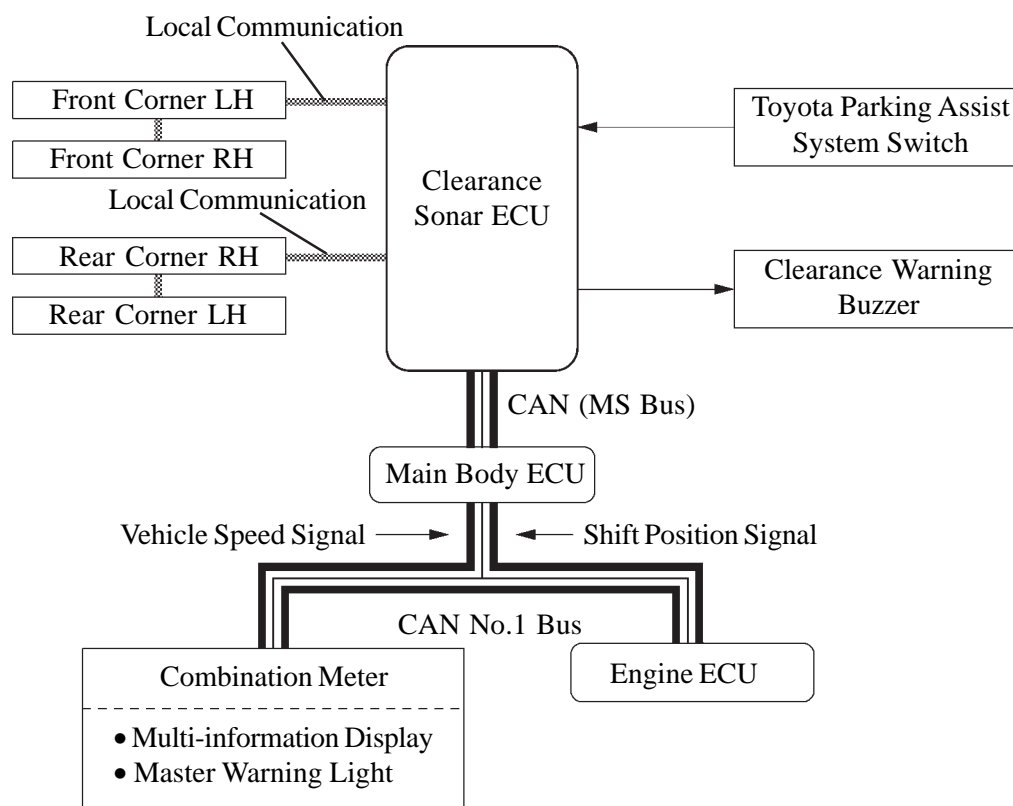 Local Communication
Front Corner LH
Front Corner RH
Local Communication
Rear Corner RH
Rear Corner LH
Clearance
Sonar ECU
Toyota Parking Assist
System Switch
Clearance Warning
Buzzer
CAN (MS Bus)
Main Body ECU
Vehicle Speed Signal
Shift Position Signal
CAN No.1 Bus
Combination Meter
• Multi-information Display
• Master Warning Light
Engine ECU